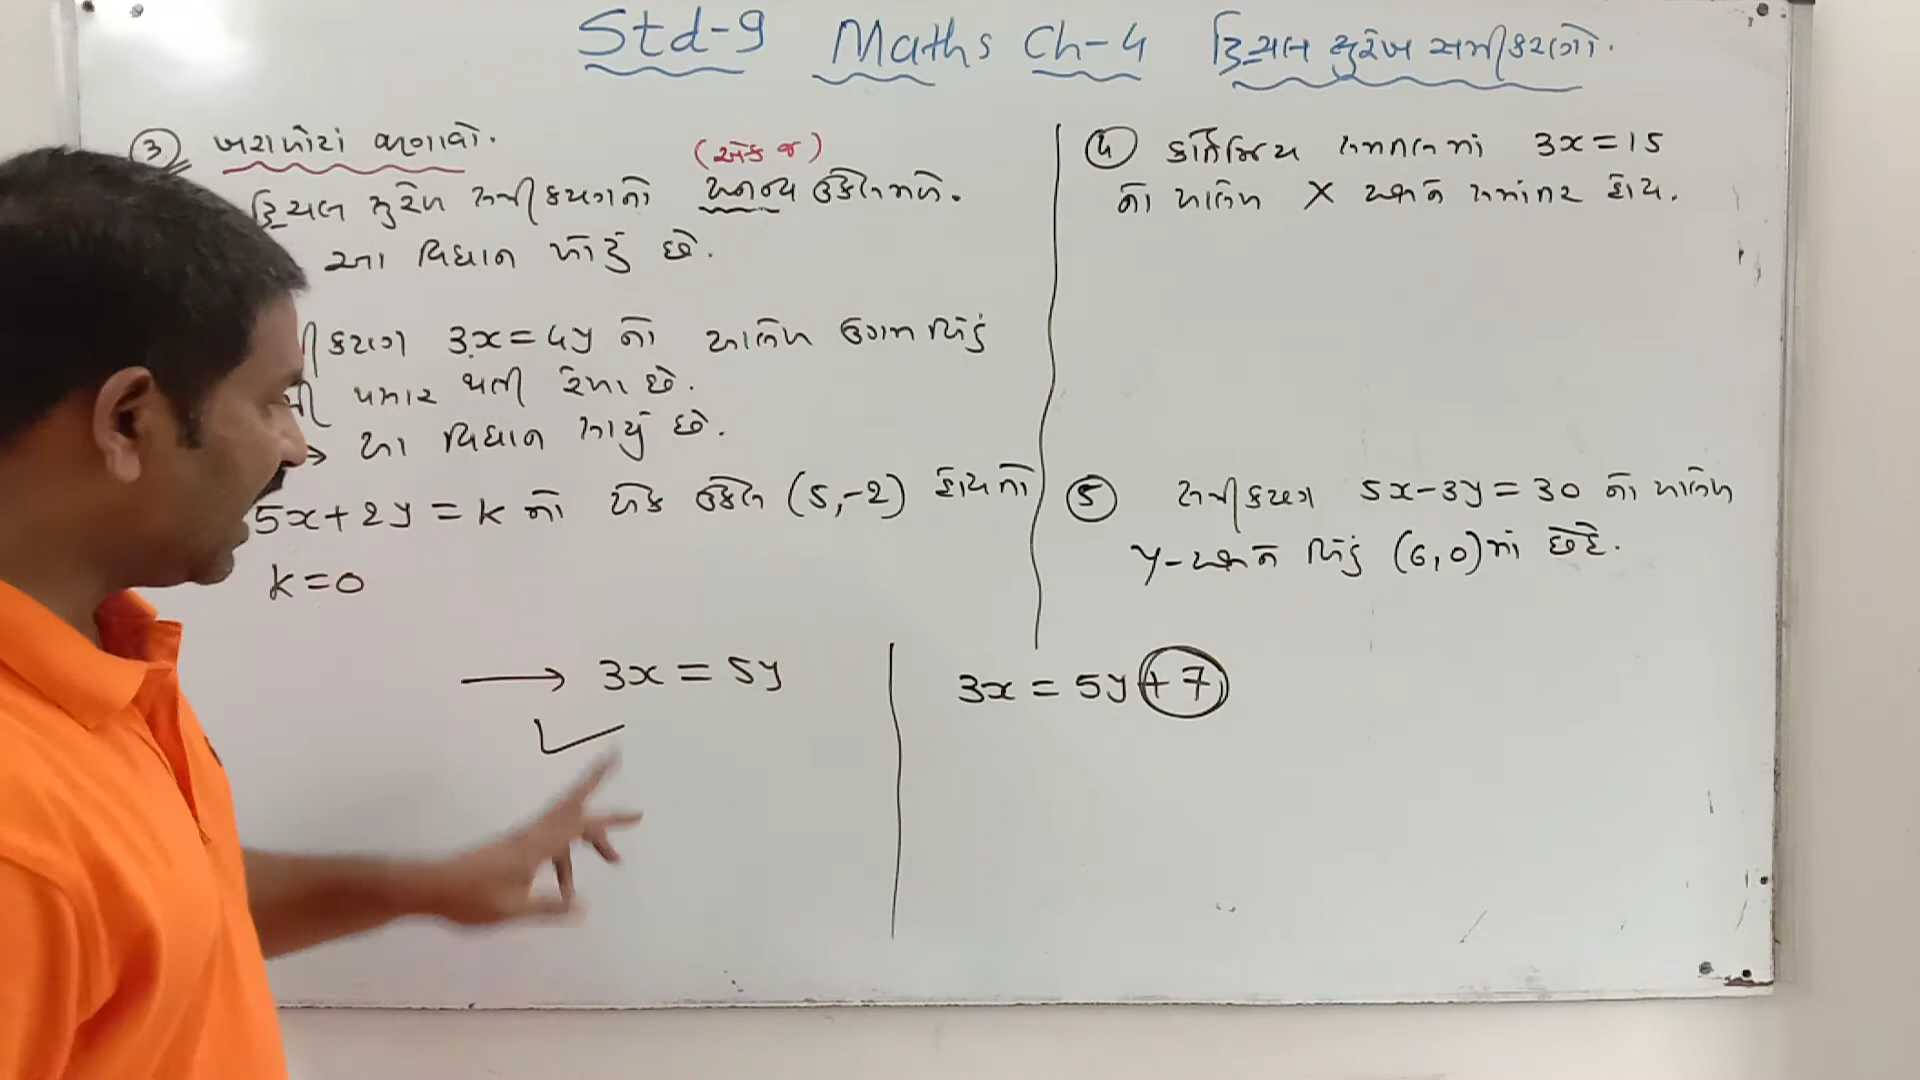 Std-9 Maths Ch-4 દ્વિચલ સુરેખ સમીકરણો.
③ ખરાખોટાં જણાવો.
(એક જ)
દ્વિચલ સુરેખ સમીકરણનો અનન્ય ઉકેલ મળે.
આ વિધાન ખોટું છે.
ીકરણ 3x=4y નો આલેખ ઉગમબિંદુ
થી પસાર થતી રેખા છે.
→ આ વિધાન સાચું છે.
5x+2y=k નો એક ઉકેલ (5,-2) હોય તો
k=0
④ કાર્તેઝિય સમતલમાં 3x=15
નો આલેખ X અક્ષને સમાંતર હોય.
⑤ સમીકરણ 5x-3y=30 નો આલેખ
y-અક્ષને બિંદુ (6,0)માં છેદે.
→ 3x=5y
✓
3x=5y+7